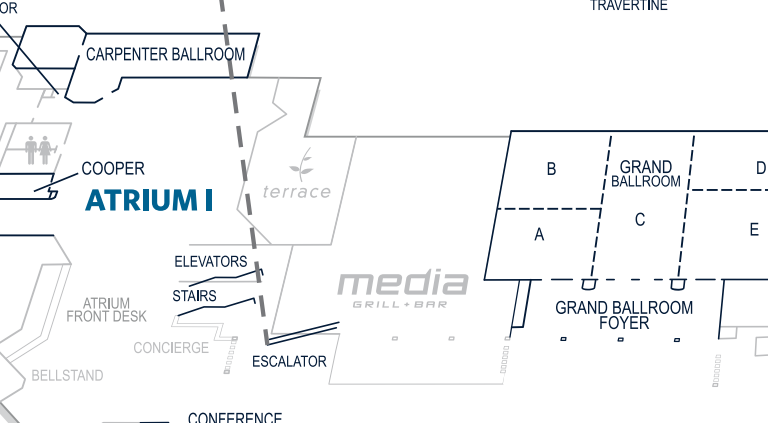 OR
TRAVERTINE
CARPENTER BALLROOM
COOPER
ATRIUM I
terrace
B
GRAND
BALLROOM
D
A
C
E
ELEVATORS
STAIRS
media
GRILL + BAR
ATRIUM
FRONT DESK
GRAND BALLROOM
FOYER
CONCIERGE
ESCALATOR
BELLSTAND
CONFERENCE